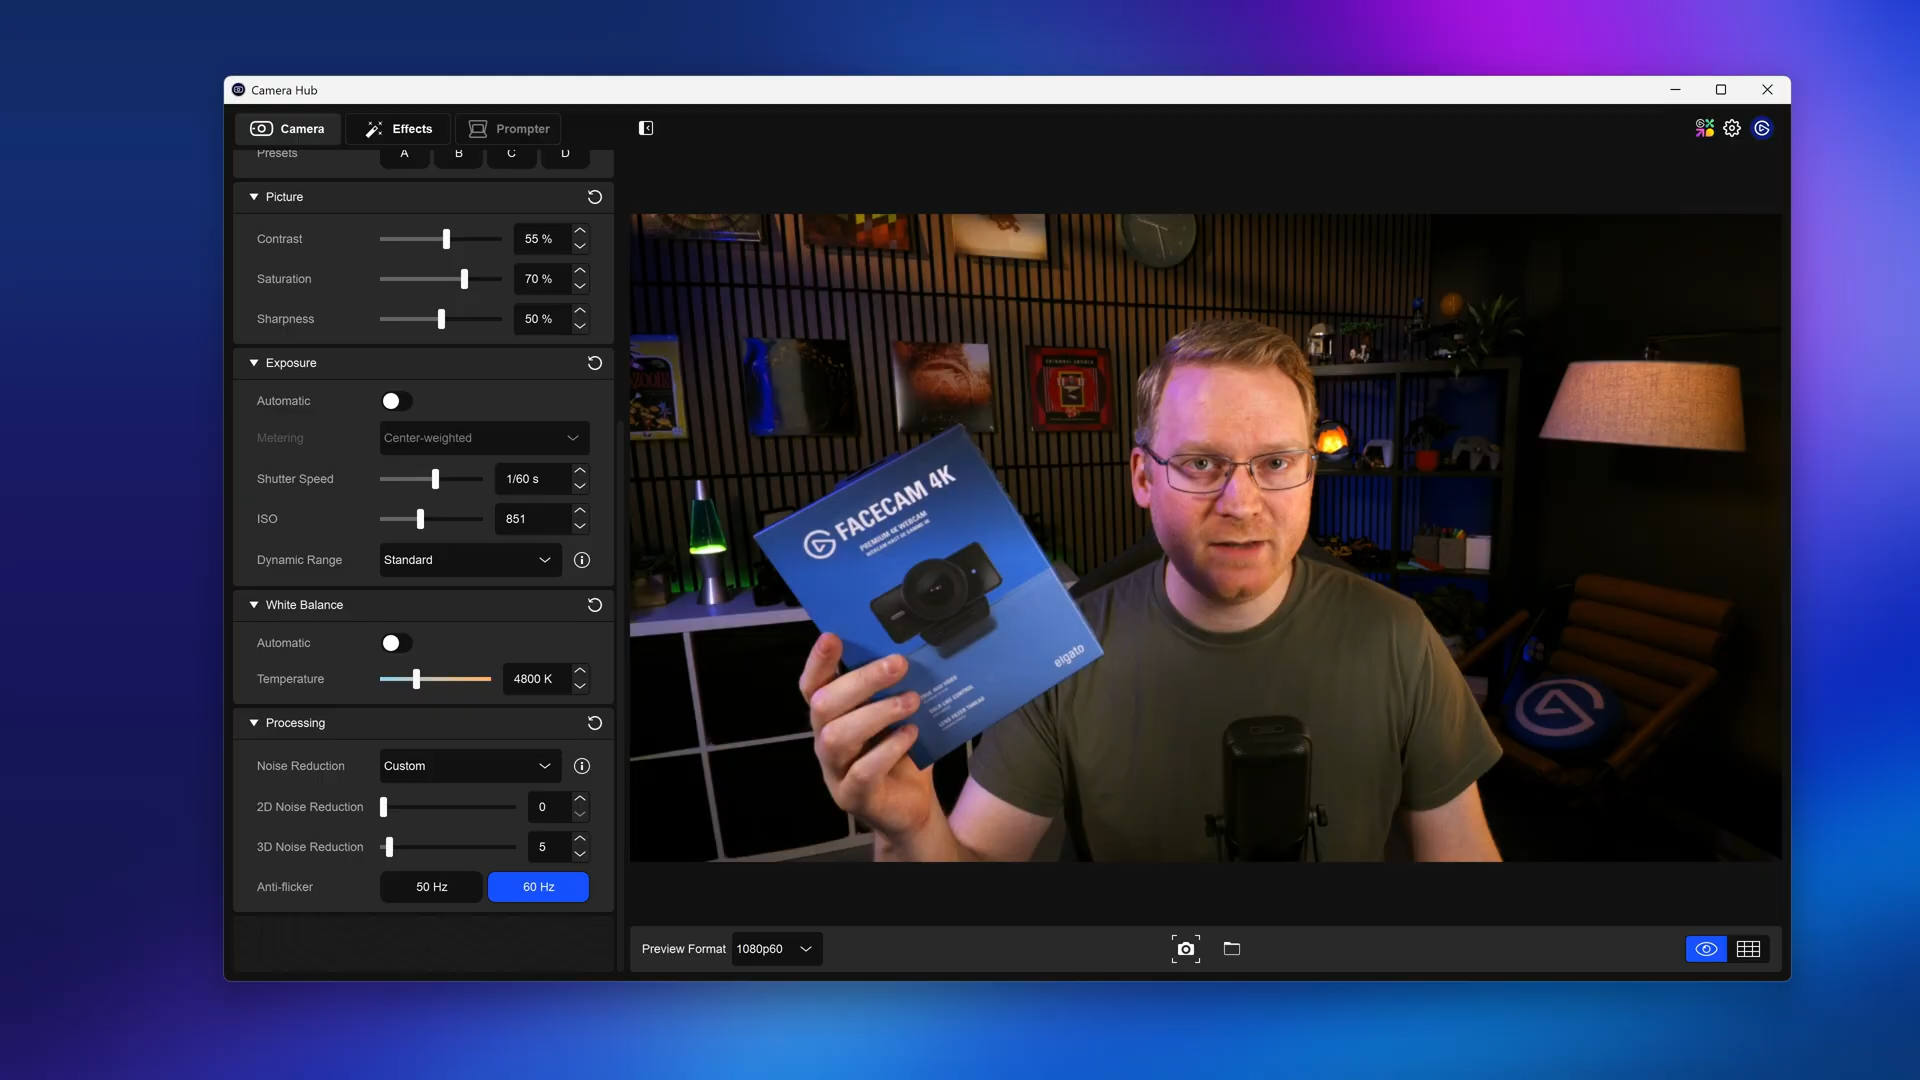 Camera Hub
Camera
Effects
Prompter
Presets
A
B
C
D
Picture
Contrast
55 %
Saturation
70 %
Sharpness
50 %
Exposure
Automatic
Metering
Center-weighted
Shutter Speed
1/60 s
ISO
851
Dynamic Range
Standard
White Balance
Automatic
Temperature
4800 K
Processing
Noise Reduction
Custom
2D Noise Reduction
0
3D Noise Reduction
5
Anti-flicker
50 Hz
60 Hz
FACECAM 4K
PREMIUM 4K WEBCAM
elgato
Preview Format
1080p60